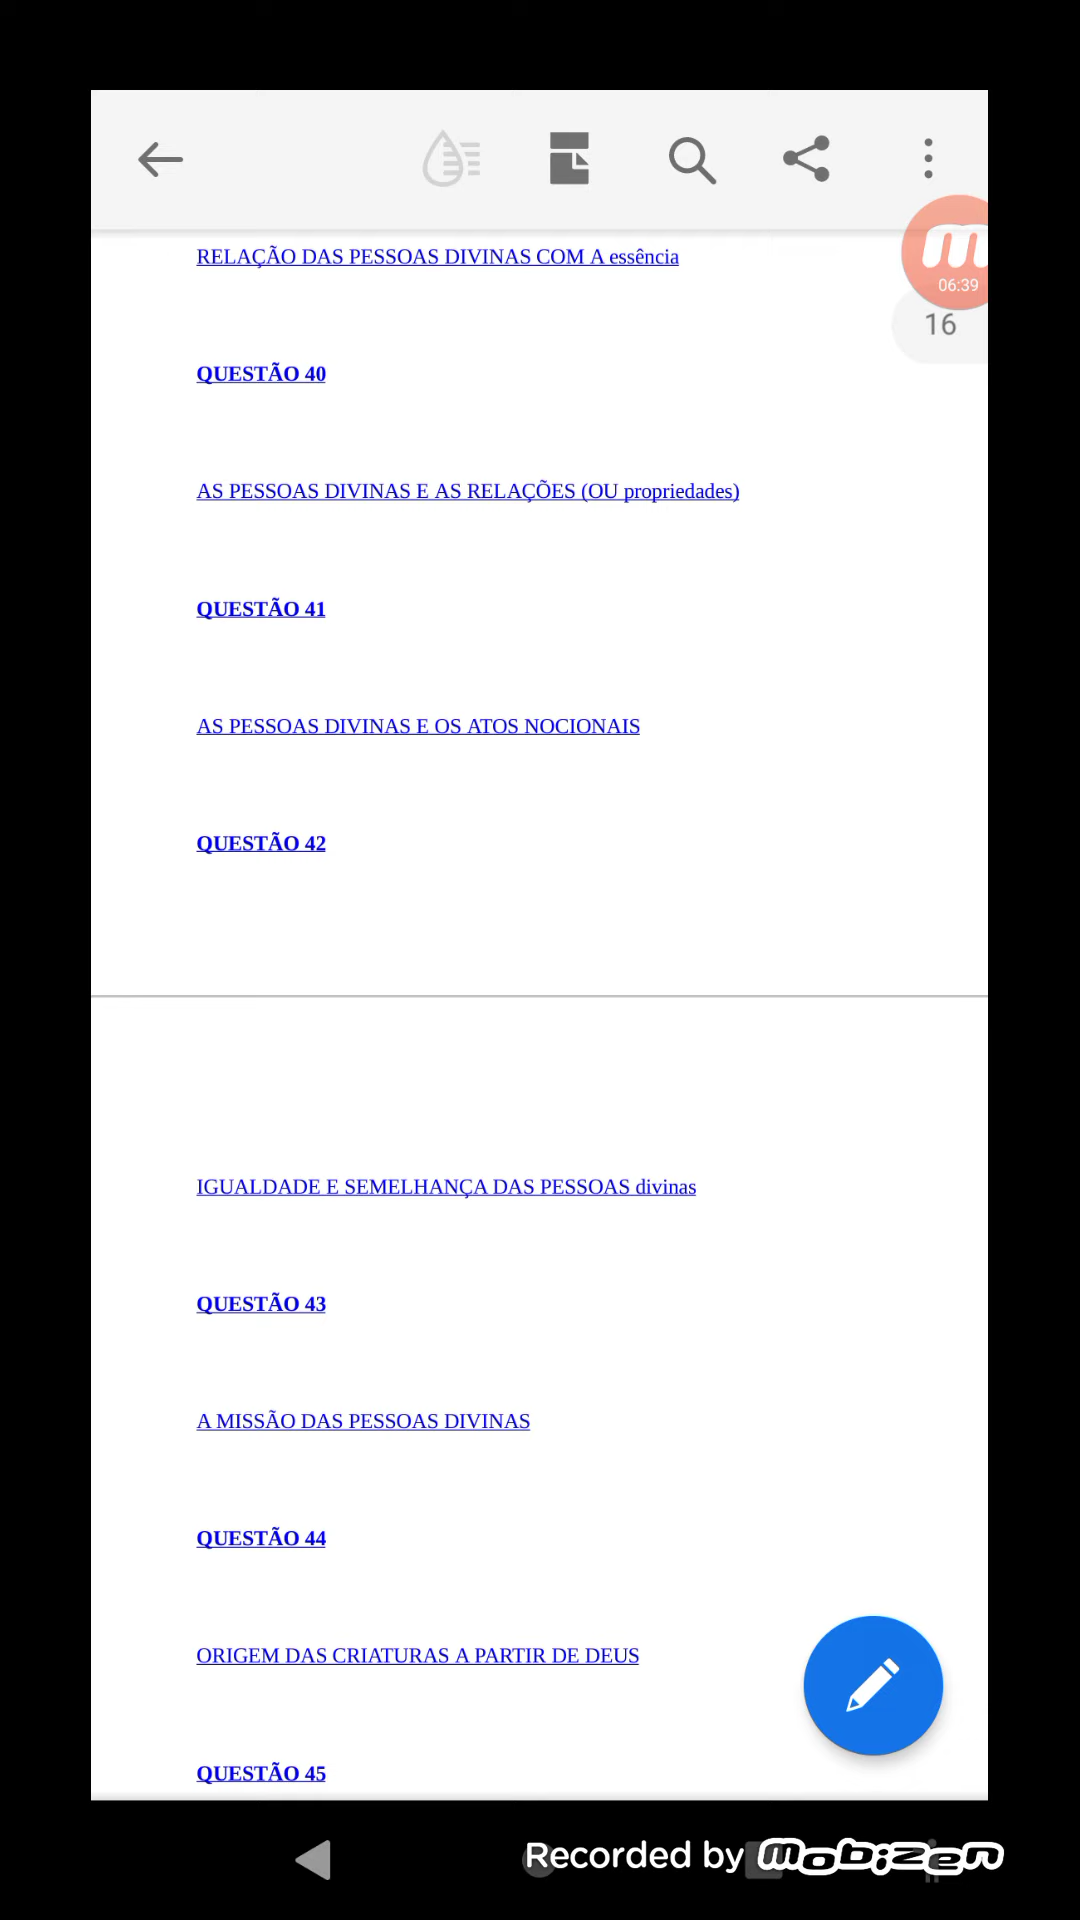 RELAÇÃO DAS PESSOAS DIVINAS COM A essência
06:39
16
QUESTÃO 40
AS PESSOAS DIVINAS E AS RELAÇÕES (OU propriedades)
QUESTÃO 41
AS PESSOAS DIVINAS E OS ATOS NOCIONAIS
QUESTÃO 42
IGUALDADE E SEMELHANÇA DAS PESSOAS divinas
QUESTÃO 43
A MISSÃO DAS PESSOAS DIVINAS
QUESTÃO 44
ORIGEM DAS CRIATURAS A PARTIR DE DEUS
QUESTÃO 45
Recorded by mobizen